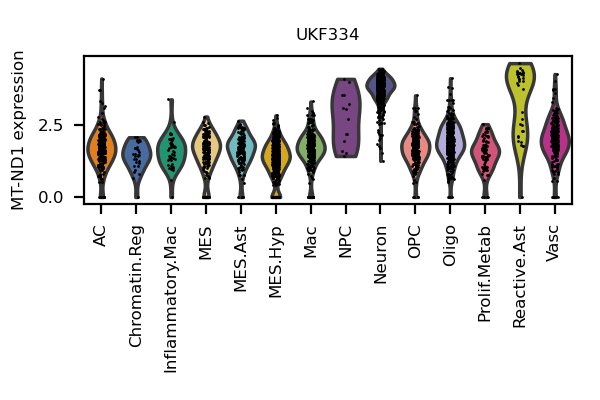 UKF334
MT-ND1 expression
2.5
0.0
AC
Chromatin.Reg
Inflammatory.Mac
MES
MES.Ast
MES.Hyp
Mac
NPC
Neuron
OPC
Oligo
Prolif.Metab
Reactive.Ast
Vasc